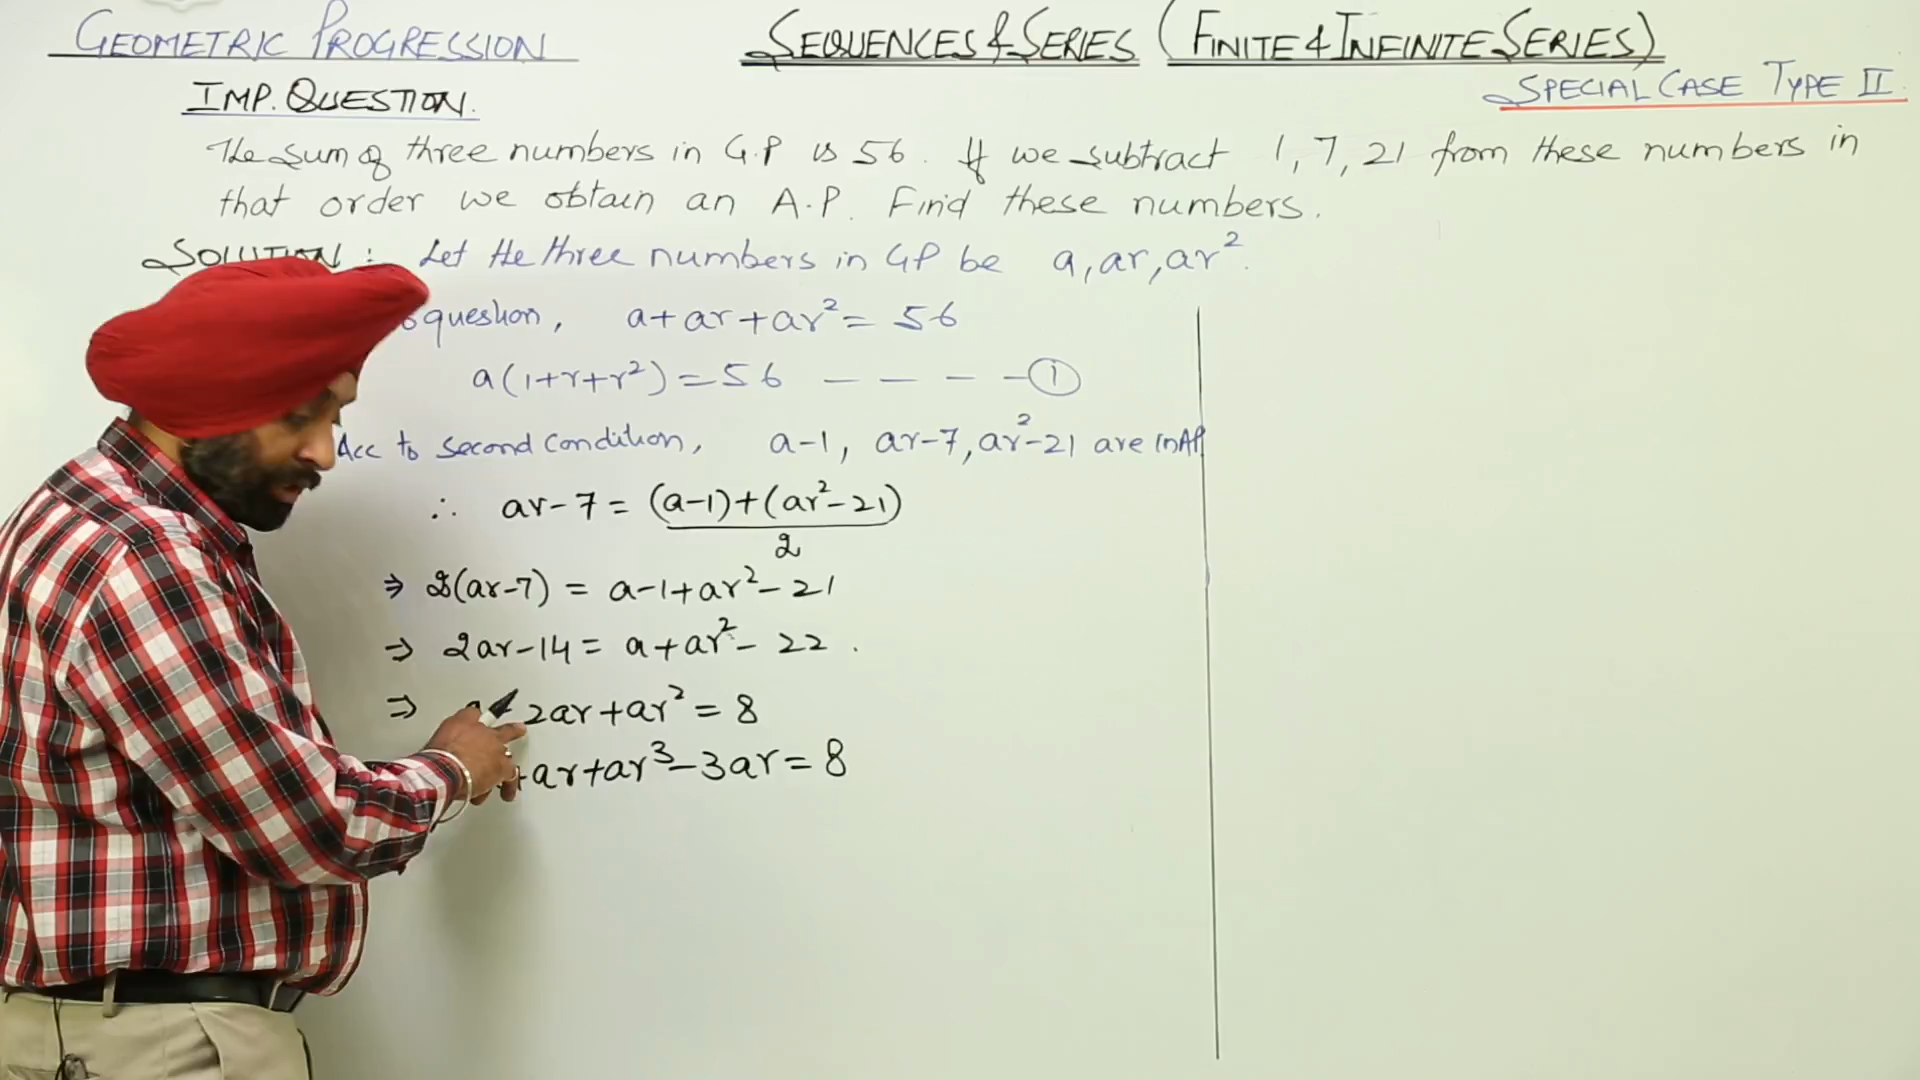 GEOMETRIC PROGRESSION
SEQUENCES & SERIES (FINITE & INFINITE SERIES)
SPECIAL CASE TYPE II.
IMP. QUESTION.
The sum of three numbers in G.P is 56. If we subtract 1, 7, 21 from these numbers in
that order we obtain an A.P. Find these numbers.
SOLUTION: Let the three numbers in GP be a, ar, ar².
question, a+ar+ar² = 56
a(1+r+r²) = 56 - - - - ①
Acc to second condition, a-1, ar-7, ar²-21 are in AP
∴ ar-7 = (a-1)+(ar²-21)
2
⇒ 2(ar-7) = a-1+ar²-21
⇒ 2ar-14 = a+ar²-22.
⇒ 2ar+ar² = 8
+ar+ar³-3ar = 8